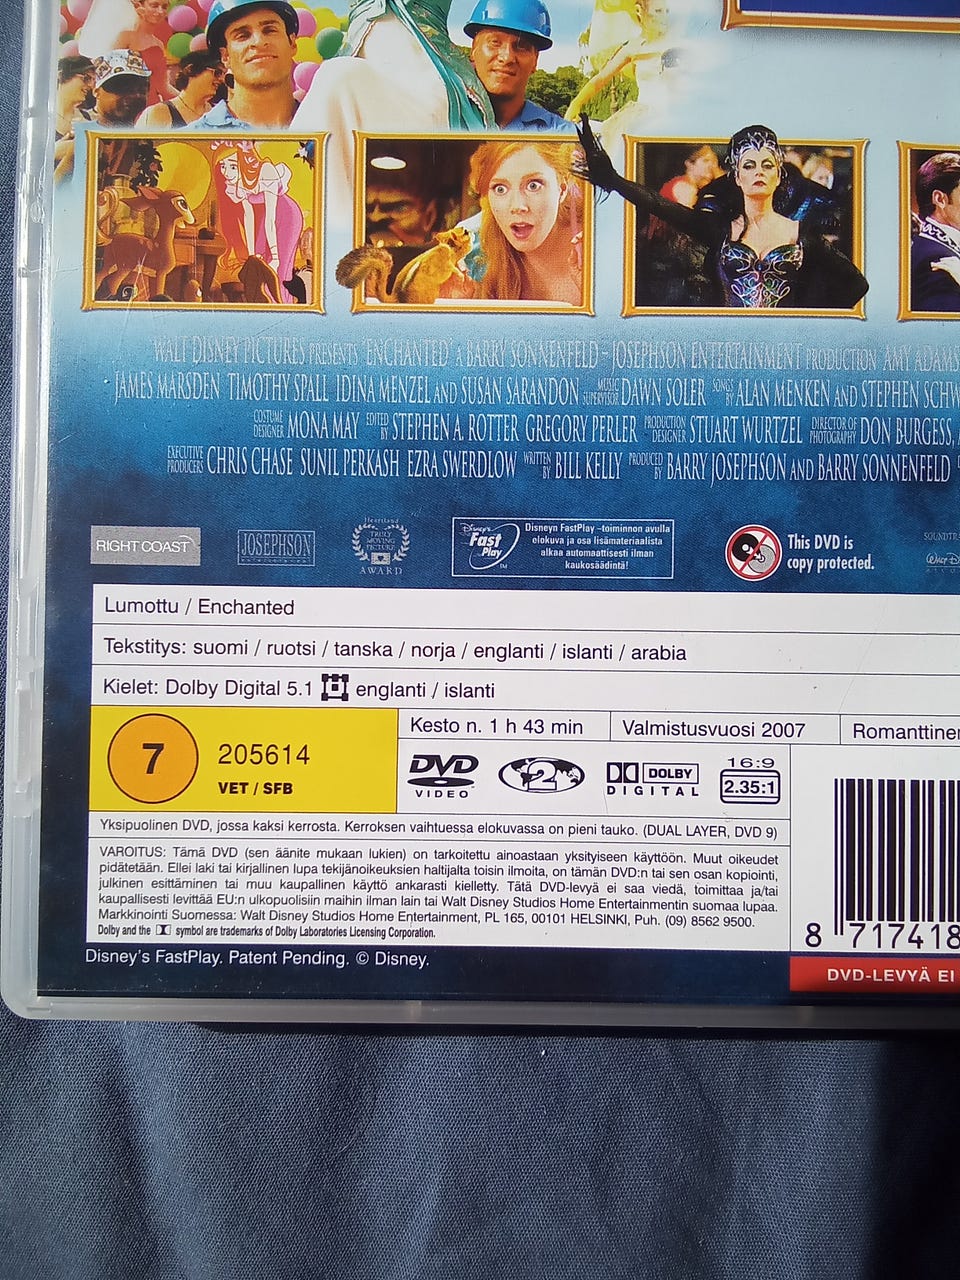 WALT DISNEY PICTURES PRESENTS 'ENCHANTED' A BARRY SONNENFELD - JOSEPHSON ENTERTAINMENT PRODUCTION AMY ADAMS
JAMES MARSDEN TIMOTHY SPALL IDINA MENZEL AND SUSAN SARANDON MUSIC SUPERVISOR DAWN SOLER SONGS BY ALAN MENKEN AND STEPHEN SCHW
COSTUME DESIGNER MONA MAY EDITED BY STEPHEN A. ROTTER GREGORY PERLER PRODUCTION DESIGNER STUART WURTZEL DIRECTOR OF PHOTOGRAPHY DON BURGESS,
EXECUTIVE PRODUCERS CHRIS CHASE SUNIL PERKASH EZRA SWERDLOW WRITTEN BY BILL KELLY PRODUCED BY BARRY JOSEPHSON AND BARRY SONNENFELD
RIGHT COAST
JOSEPHSON
Heartland
TRULY
MOVING
PICTURE
AWARD
Disney's
Fast
Play
TM
Disneyn FastPlay –toiminnon avulla
elokuva ja osa lisämateriaalista
alkaa automaattisesti ilman
kaukosäädintä!
This DVD is
copy protected.
SOUNDTR
WALT D
Lumottu / Enchanted
Tekstitys: suomi / ruotsi / tanska / norja / englanti / islanti / arabia
Kielet: Dolby Digital 5.1 englanti / islanti
7
205614
VET / SFB
Kesto n. 1 h 43 min
Valmistusvuosi 2007
Romanttinen
DVD
VIDEO
2
DOLBY
DIGITAL
16:9
2.35:1
Yksipuolinen DVD, jossa kaksi kerrosta. Kerroksen vaihtuessa elokuvassa on pieni tauko. (DUAL LAYER, DVD 9)
VAROITUS: Tämä DVD (sen äänite mukaan lukien) on tarkoitettu ainoastaan yksityiseen käyttöön. Muut oikeudet
pidätetään. Ellei laki tai kirjallinen lupa tekijänoikeuksien haltijalta toisin ilmoita, on tämän DVD:n tai sen osan kopiointi,
julkinen esittäminen tai muu kaupallinen käyttö ankarasti kielletty. Tätä DVD-levyä ei saa viedä, toimittaa ja/tai
kaupallisesti levittää EU:n ulkopuolisiin maihin ilman lain tai Walt Disney Studios Home Entertainmentin suomaa lupaa.
Markkinointi Suomessa: Walt Disney Studios Home Entertainment, PL 165, 00101 HELSINKI, Puh. (09) 8562 9500.
Dolby and the symbol are trademarks of Dolby Laboratories Licensing Corporation.
8 717418
Disney's FastPlay. Patent Pending. © Disney.
DVD-LEVYÄ EI